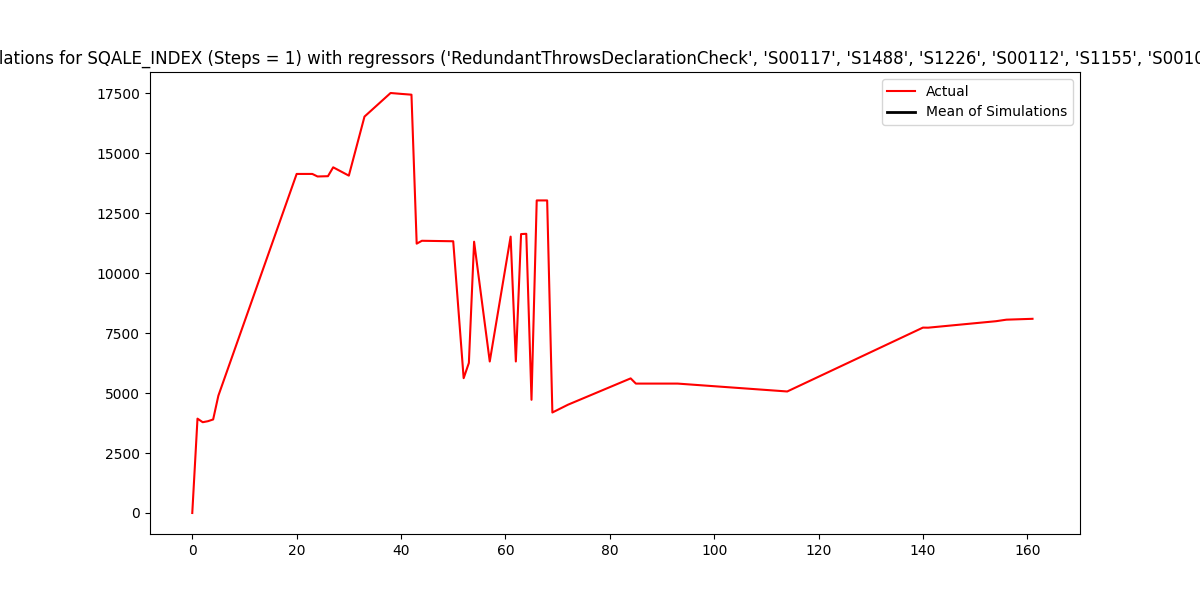 lations for SQALE_INDEX (Steps = 1) with regressors ('RedundantThrowsDeclarationCheck', 'S00117', 'S1488', 'S1226', 'S00112', 'S1155', 'S0010
Actual
Mean of Simulations
17500
15000
12500
10000
7500
5000
2500
0
0 20 40 60 80 100 120 140 160